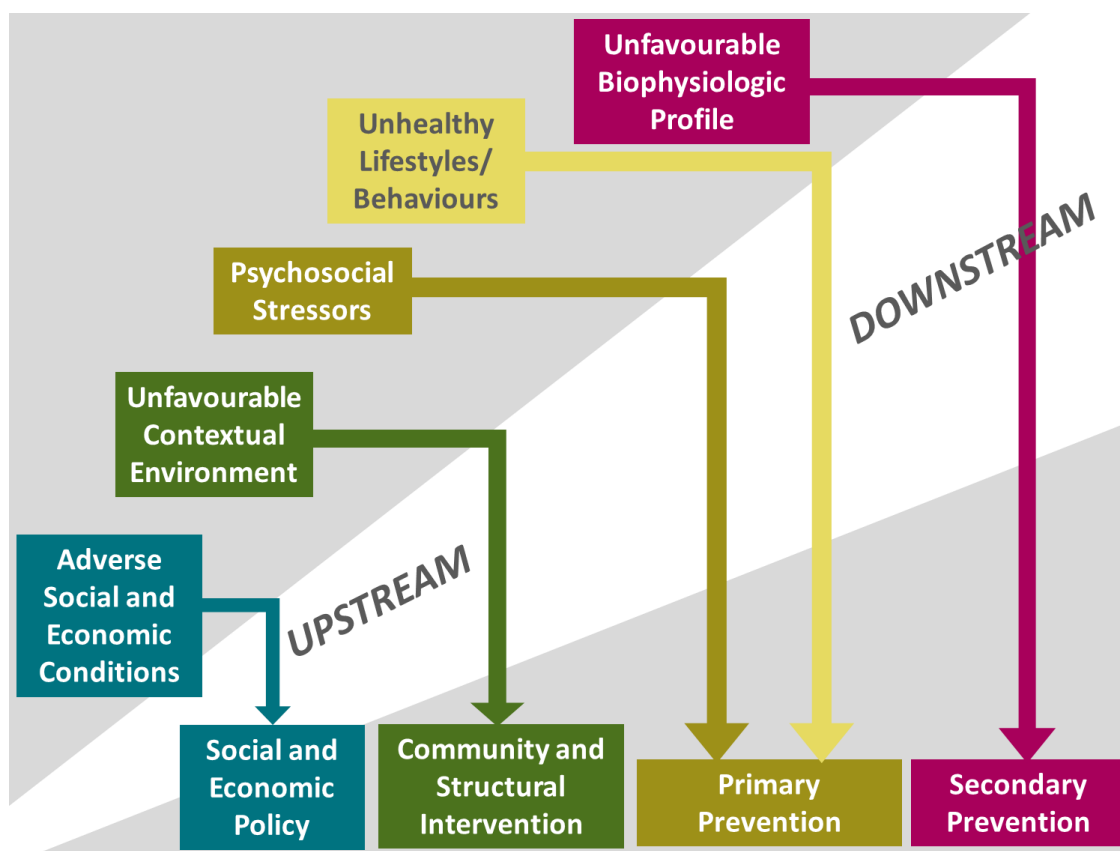 Unfavourable
Biophysiologic
Profile
Unhealthy
Lifestyles/
Behaviours
Psychosocial
Stressors
DOWNSTREAM
Unfavourable
Contextual
Environment
Adverse
Social and
Economic
Conditions
UPSTREAM
Social and
Economic
Policy
Community and
Structural
Intervention
Primary
Prevention
Secondary
Prevention